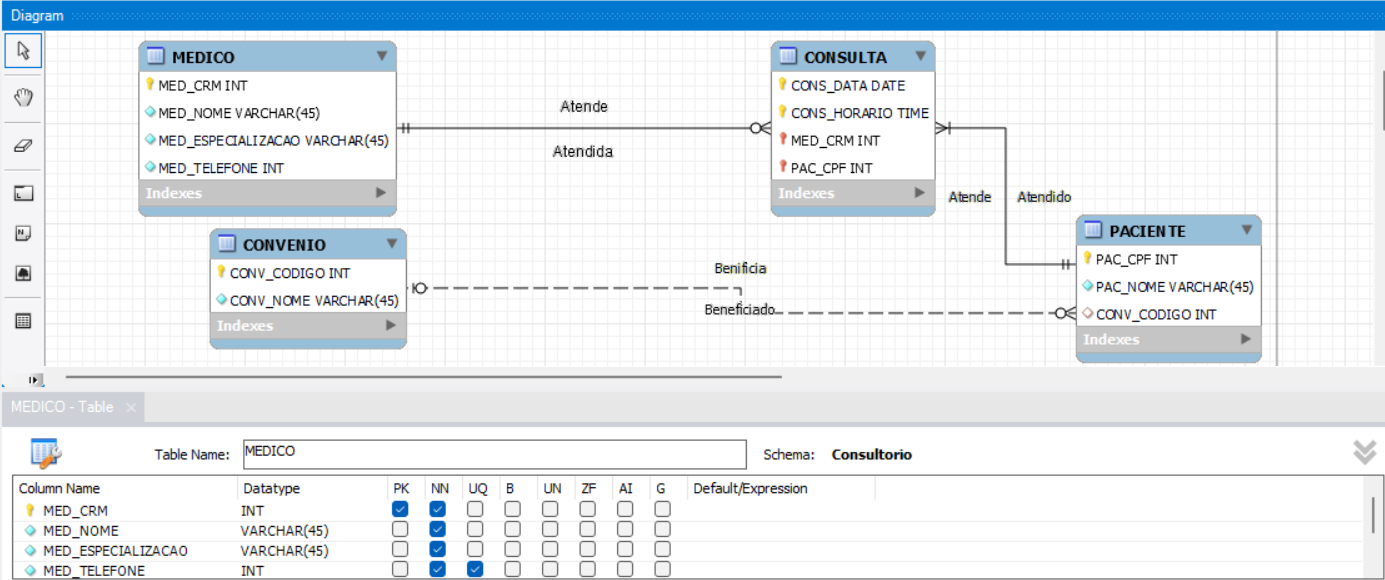 Diagram
MEDICO
MED_CRM INT
MED_NOME VARCHAR(45)
MED_ESPECIALIZACAO VARCHAR(45)
MED_TELEFONE INT
Indexes
Atende
Atendida
CONSULTA
CONS_DATA DATE
CONS_HORARIO TIME
MED_CRM INT
PAC_CPF INT
Indexes
Atende
Atendido
CONVENIO
CONV_CODIGO INT
CONV_NOME VARCHAR(45)
Indexes
Benificia
Beneficiado
PACIENTE
PAC_CPF INT
PAC_NOME VARCHAR(45)
CONV_CODIGO INT
Indexes
MEDICO - Table ×
Table Name: MEDICO Schema: Consultorio
Column Name Datatype PK NN UQ B UN ZF AI G Default/Expression
MED_CRM INT
MED_NOME VARCHAR(45)
MED_ESPECIALIZACAO VARCHAR(45)
MED_TELEFONE INT